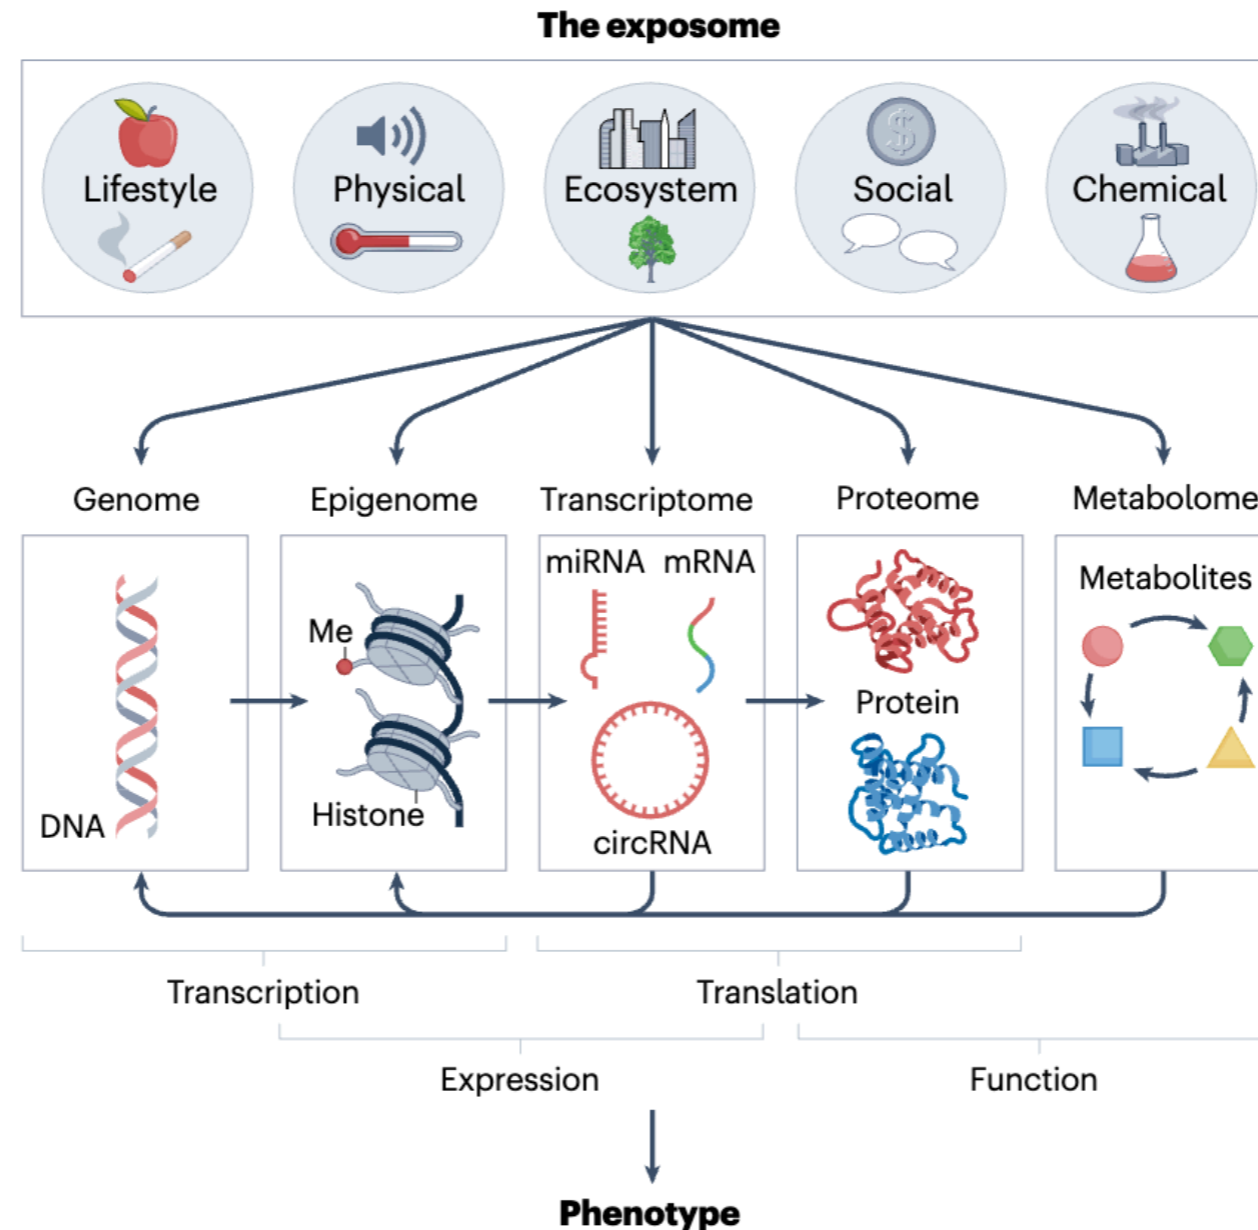 The exposome
Lifestyle
Physical
Ecosystem
$
Social
Chemical
Genome
Epigenome
Transcriptome
Proteome
Metabolome
DNA
Me
Histone
miRNA mRNA
circRNA
Protein
Metabolites
Transcription
Translation
Expression
Function
Phenotype